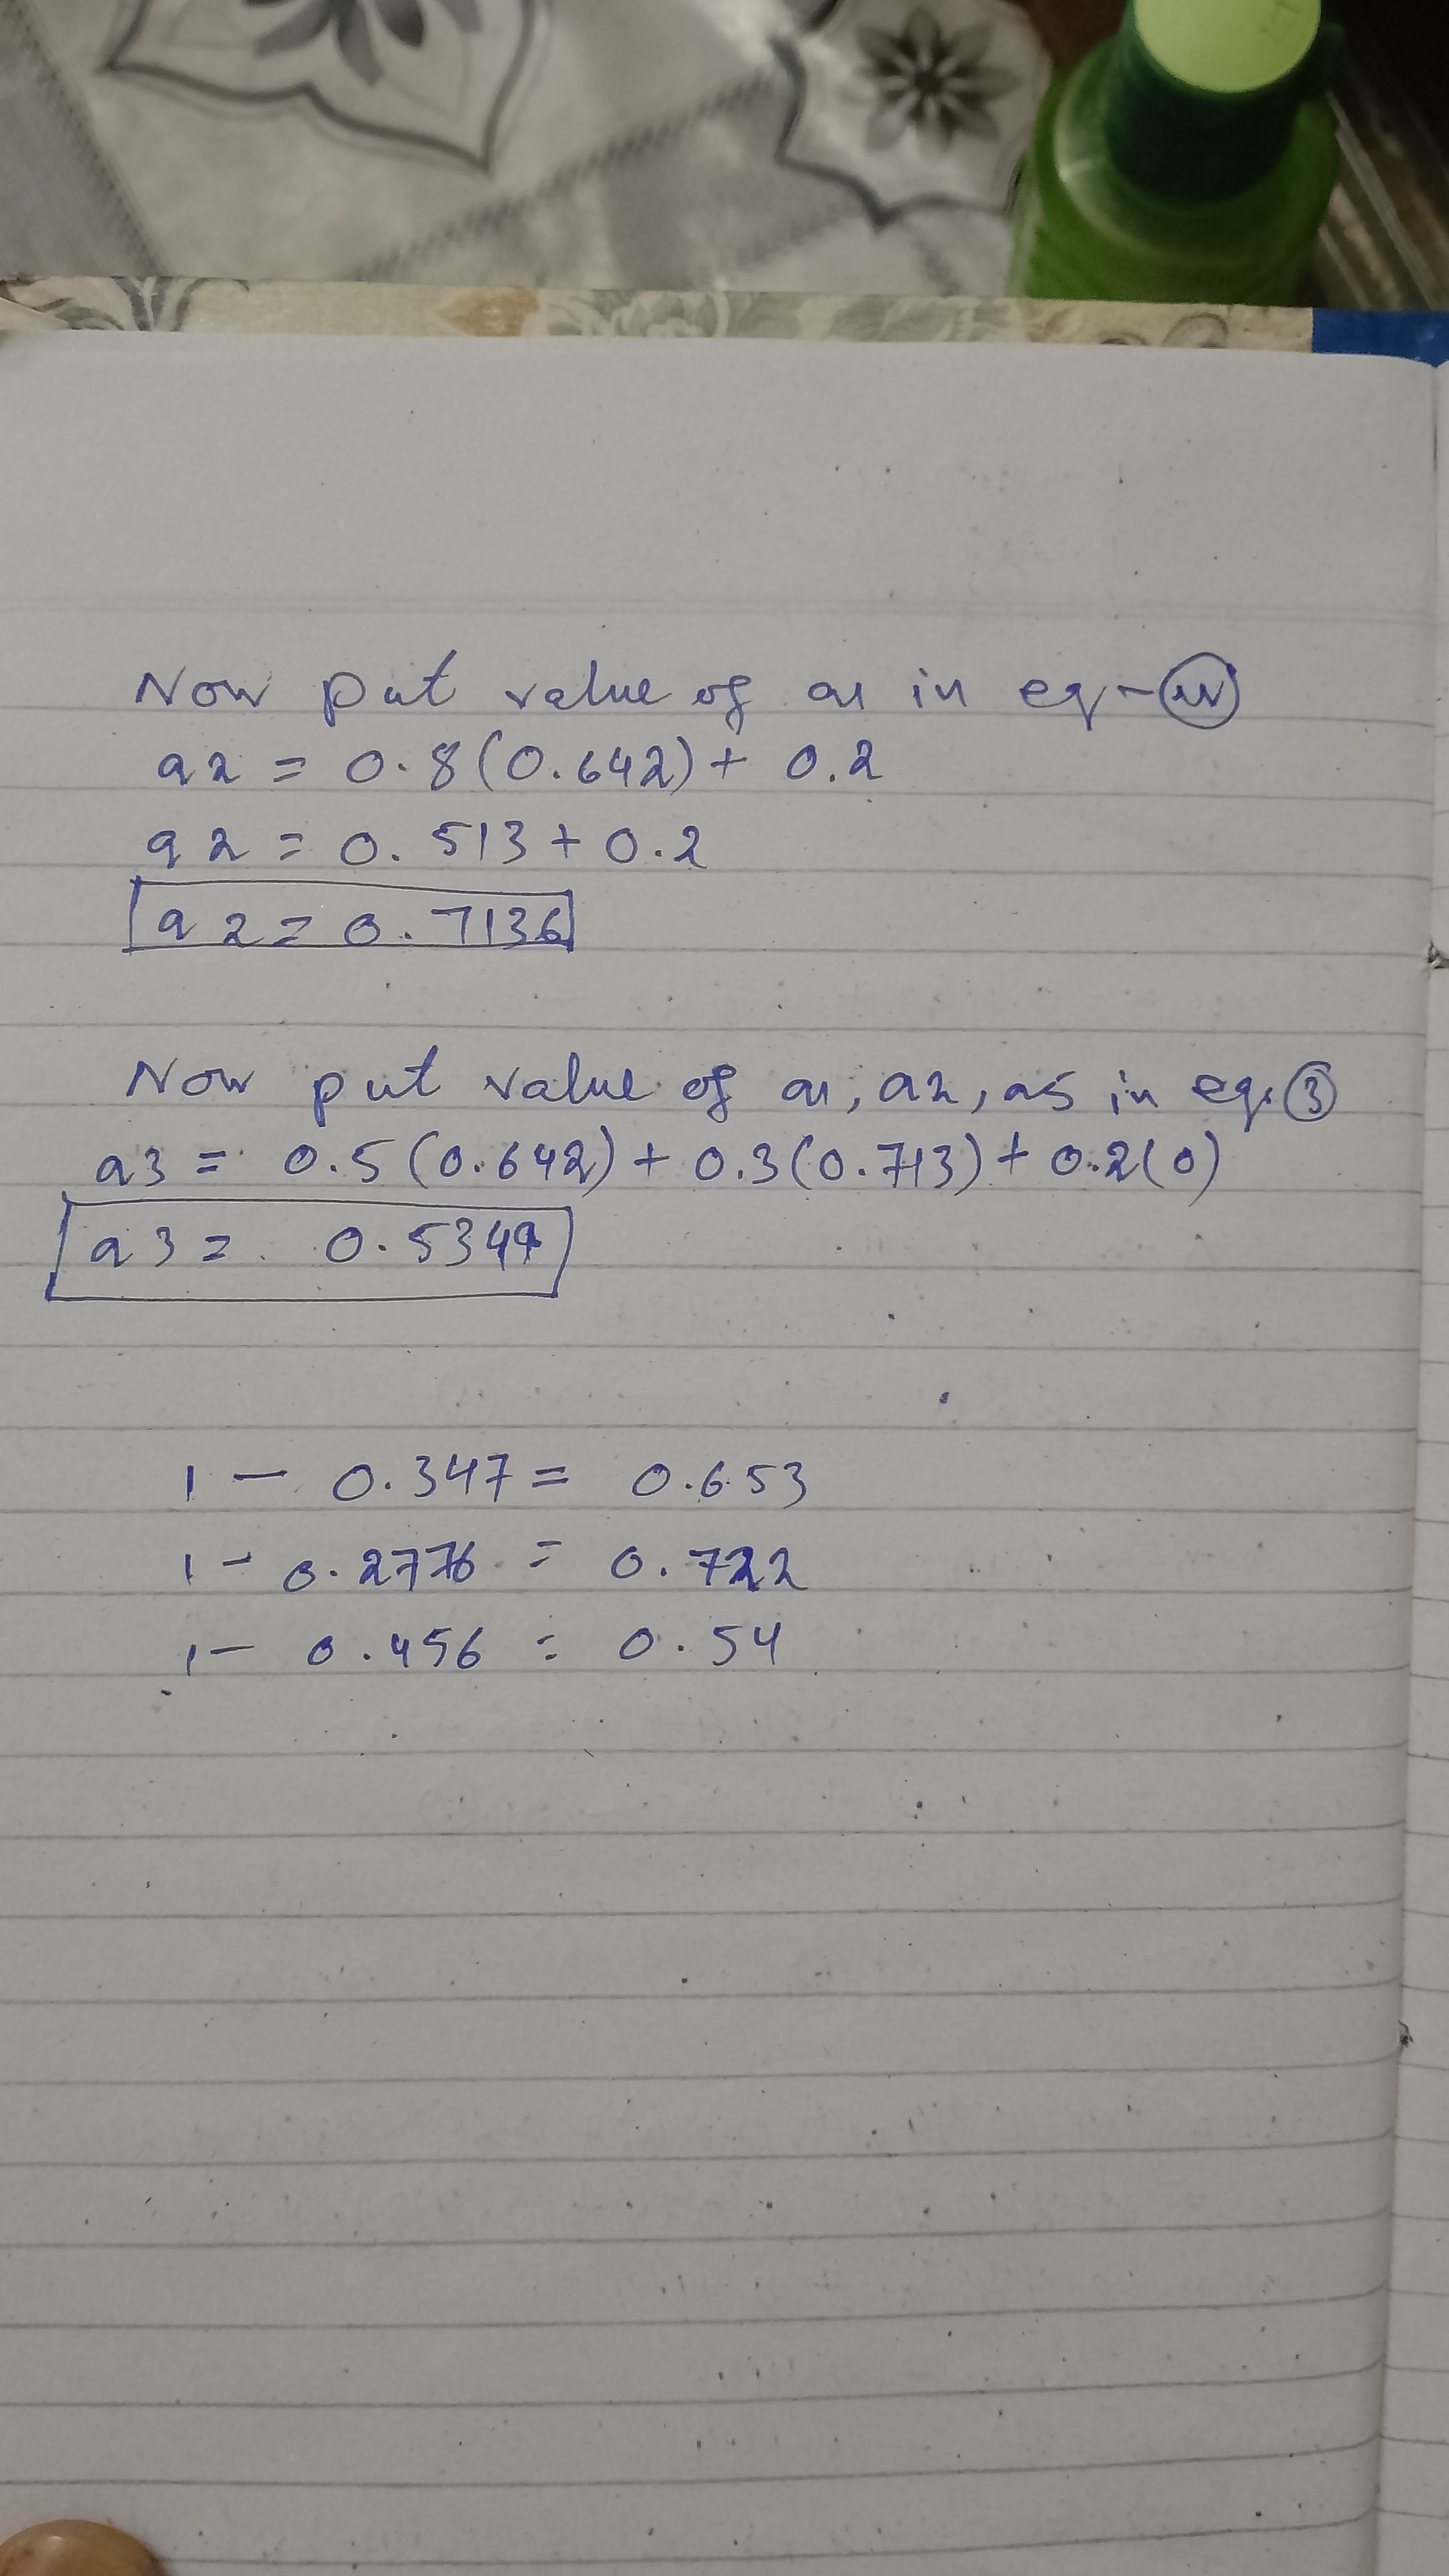 Now put value of a1 in eq-iv
a2 = 0.8(0.642) + 0.2
a2 = 0.513 + 0.2
a2 = 0.7136
Now put value of a1, a2, a5 in eq. 3
a3 = 0.5(0.642) + 0.3(0.713) + 0.2(0)
a3 = 0.5349
1 - 0.347 = 0.653
1 - 0.2776 = 0.722
1 - 0.456 = 0.54